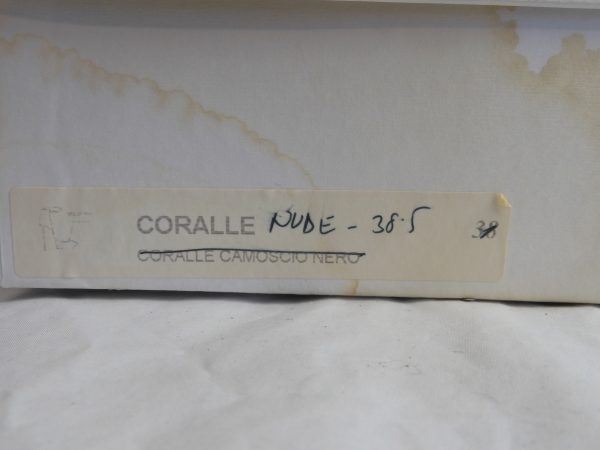 CORALLE NUDE - 38.5 38
CORALLE CAMOSCIO NERO